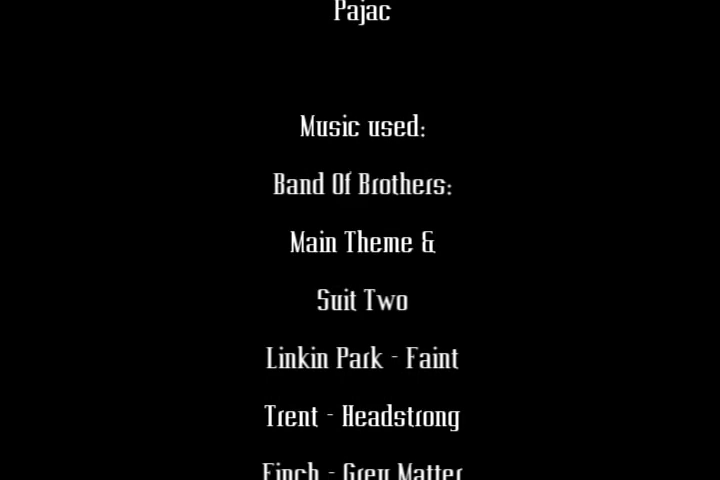 Pajac
Music used:
Band Of Brothers:
Main Theme &
Suit Two
Linkin Park - Faint
Trent - Headstrong
Finch - Grey Matter